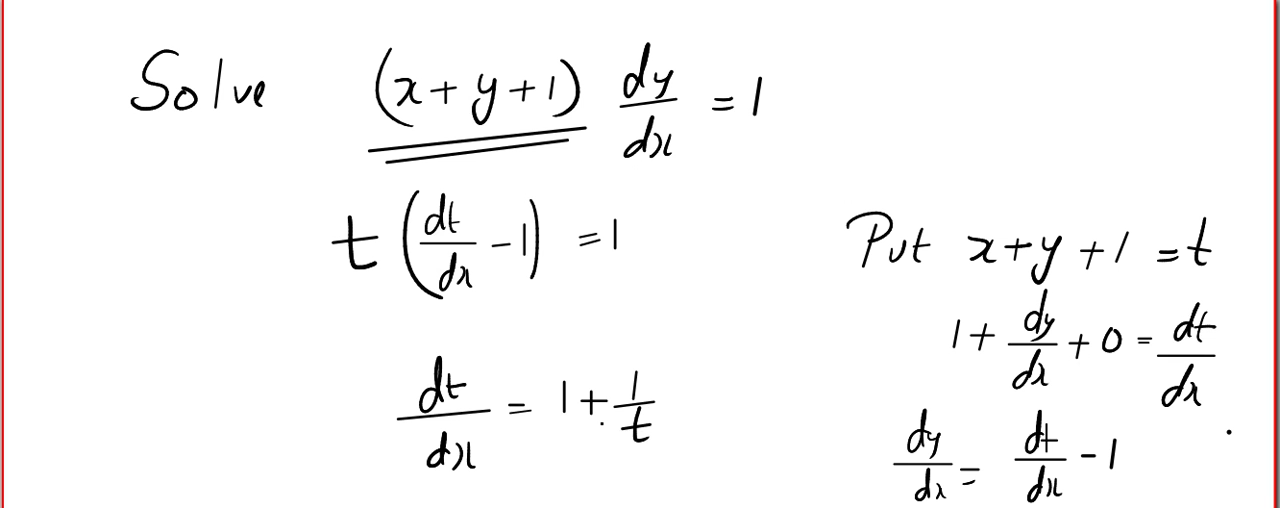 Solve (x+y+1) dy/dx = 1
t (dt/dx - 1) = 1
Put x+y+1 = t
1 + dy/dx + 0 = dt/dx
dt/dx = 1 + 1/t
dy/dx = dt/dx - 1